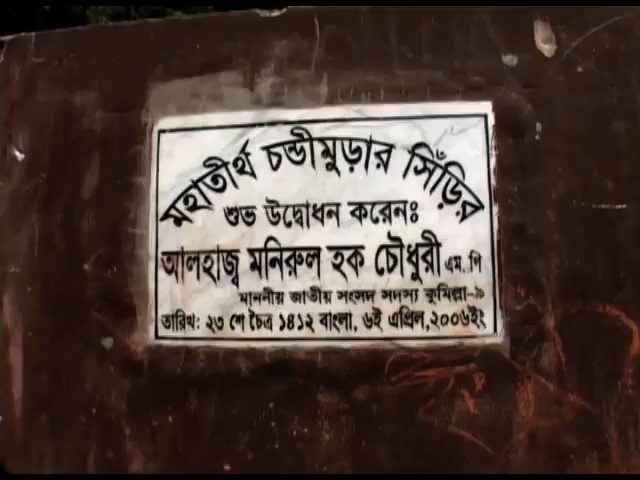 মহাতীর্থ চন্ডীমুড়ার সিঁড়ির
শুভ উদ্বোধন করেনঃ
আলহাজ্ব মনিরুল হক চৌধুরী এম. পি
মাননীয় জাতীয় সংসদ সদস্য কুমিল্লা-৯
তারিখ: ২৩ শে চৈত্র ১৪১২ বাংলা, ৬ই এপ্রিল,২০০৬ইং